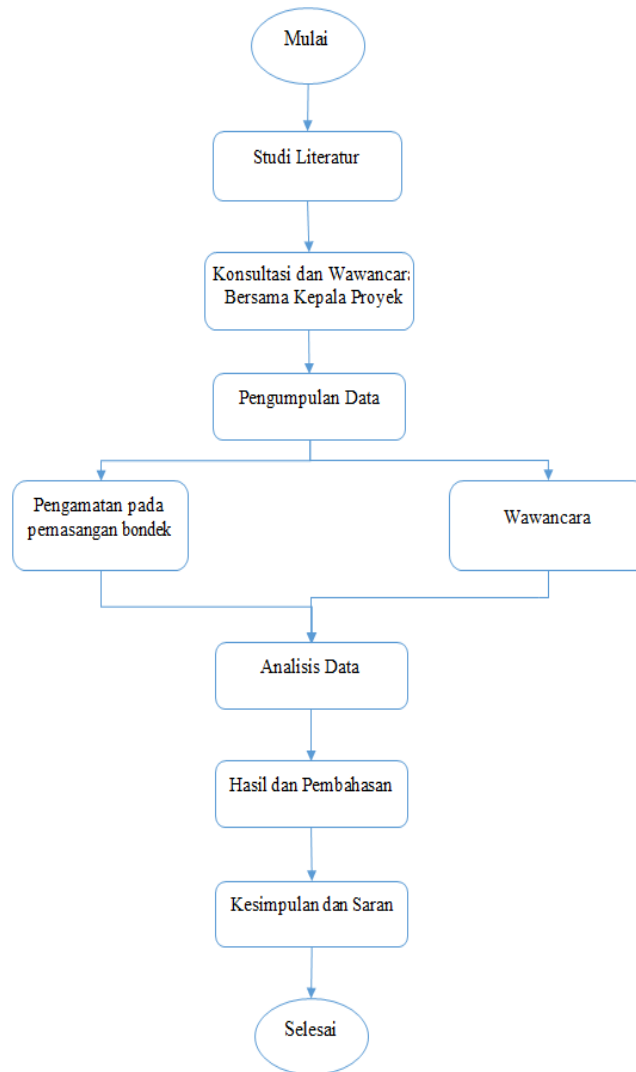 Mulai
Studi Literatur
Konsultasi dan Wawancara
Bersama Kepala Proyek
Pengumpulan Data
Pengamatan pada
pemasangan bondek
Wawancara
Analisis Data
Hasil dan Pembahasan
Kesimpulan dan Saran
Selesai